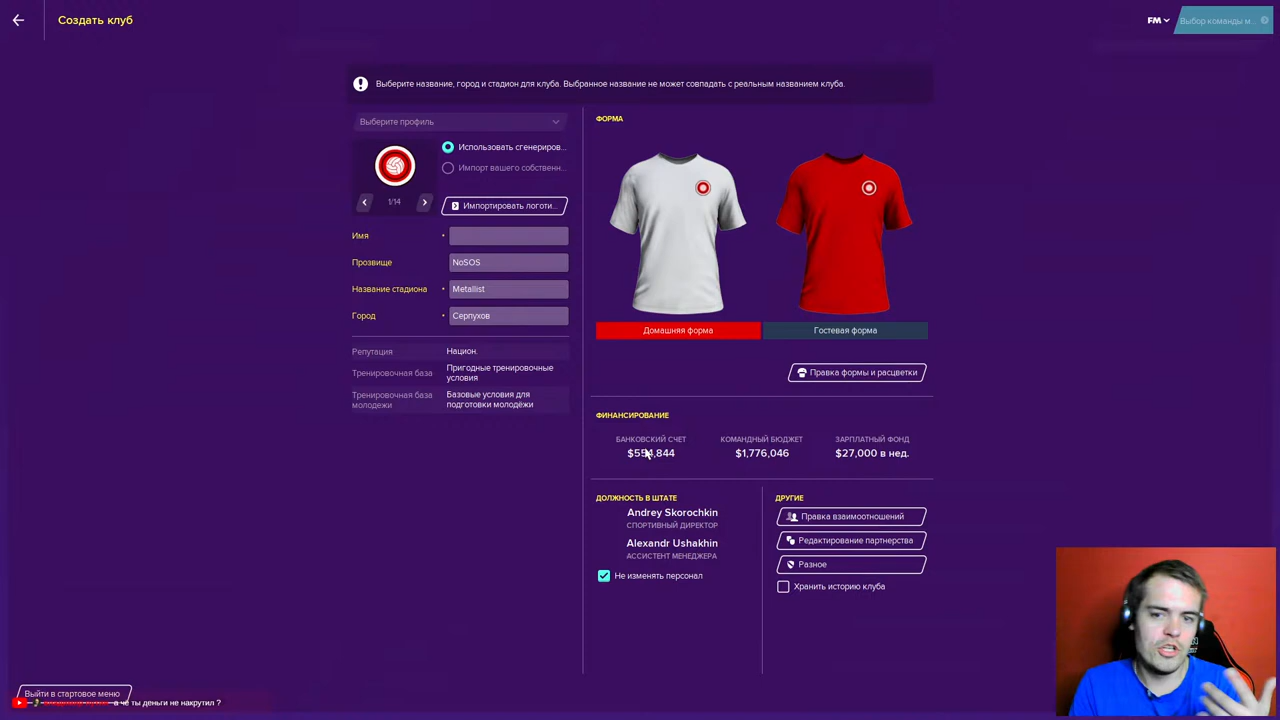 Создать клуб
FM
Выбор команды м...
Выберите название, город и стадион для клуба. Выбранное название не может совпадать с реальным названием клуба.
Выберите профиль
Использовать сгенериров...
Импорт вашего собственн...
1/14
Импортировать логоти...
Имя
Прозвище
NoSOS
Название стадиона
Metallist
Город
Серпухов
Репутация
Национ.
Тренировочная база
Пригодные тренировочные
условия
Тренировочная база
молодежи
Базовые условия для
подготовки молодёжи
ФОРМА
Домашняя форма
Гостевая форма
Правка формы и расцветки
ФИНАНСИРОВАНИЕ
БАНКОВСКИЙ СЧЕТ
КОМАНДНЫЙ БЮДЖЕТ
ЗАРПЛАТНЫЙ ФОНД
$1,776,046
$27,000 в нед.
ДОЛЖНОСТЬ В ШТАТЕ
Andrey Skorochkin
СПОРТИВНЫЙ ДИРЕКТОР
Alexandr Ushakhin
АССИСТЕНТ МЕНЕДЖЕРА
Не изменять персонал
ДРУГИЕ
Правка взаимоотношений
Редактирование партнерства
Разное
Хранить историю клуба
Выйти в стартовое меню
а чё ты деньги не накрутил ?